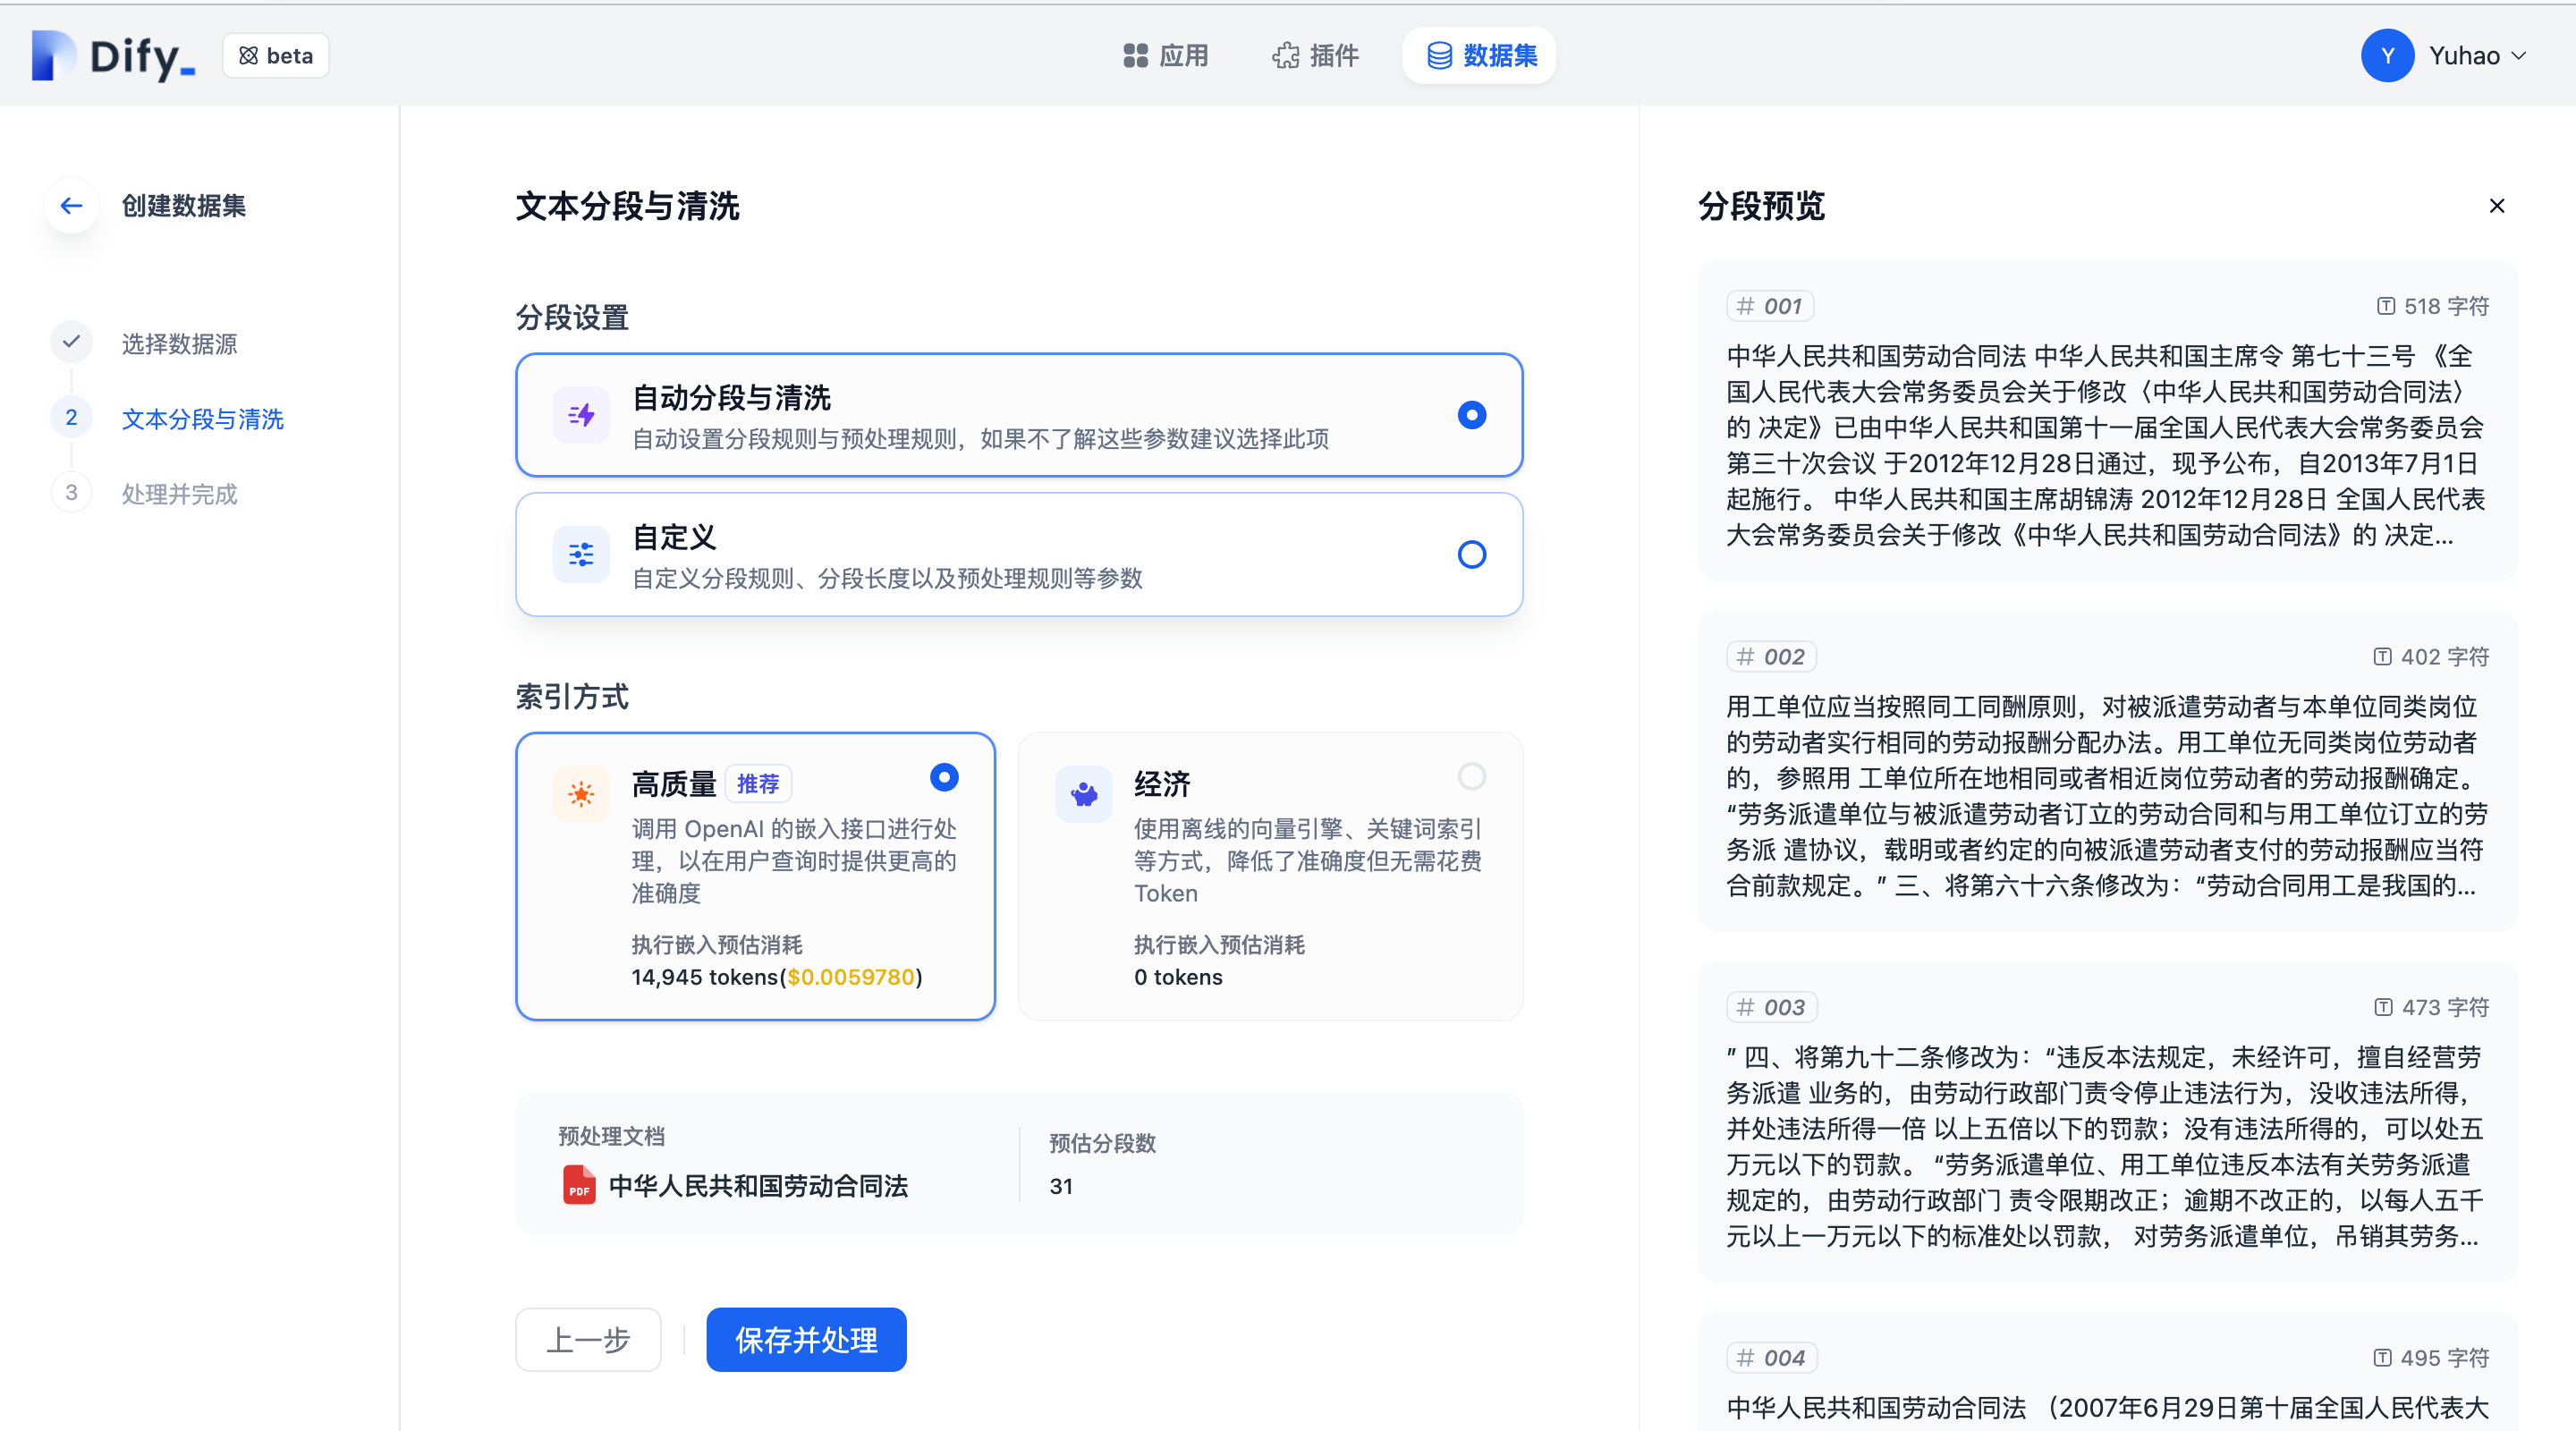 Dify_
beta
应用
插件
数据集
Y
Yuhao
创建数据集
选择数据源
2
文本分段与清洗
3
处理并完成
文本分段与清洗
分段设置
自动分段与清洗
自动设置分段规则与预处理规则，如果不了解这些参数建议选择此项
自定义
自定义分段规则、分段长度以及预处理规则等参数
索引方式
高质量 推荐
调用 OpenAI 的嵌入接口进行处
理，以在用户查询时提供更高的
准确度
执行嵌入预估消耗
14,945 tokens($0.0059780)
经济
使用离线的向量引擎、关键词索引
等方式，降低了准确度但无需花费
Token
执行嵌入预估消耗
0 tokens
预处理文档
PDF 中华人民共和国劳动合同法
预估分段数
31
上一步
保存并处理
分段预览
# 001
518 字符
中华人民共和国劳动合同法 中华人民共和国主席令 第七十三号 《全
国人民代表大会常务委员会关于修改〈中华人民共和国劳动合同法〉
的 决定》已由中华人民共和国第十一届全国人民代表大会常务委员会
第三十次会议 于2012年12月28日通过，现予公布，自2013年7月1日
起施行。 中华人民共和国主席胡锦涛 2012年12月28日 全国人民代表
大会常务委员会关于修改《中华人民共和国劳动合同法》的 决定...
# 002
402 字符
用工单位应当按照同工同酬原则，对被派遣劳动者与本单位同类岗位
的劳动者实行相同的劳动报酬分配办法。用工单位无同类岗位劳动者
的，参照用 工单位所在地相同或者相近岗位劳动者的劳动报酬确定。
“劳务派遣单位与被派遣劳动者订立的劳动合同和与用工单位订立的劳
务派 遣协议，载明或者约定的向被派遣劳动者支付的劳动报酬应当符
合前款规定。” 三、将第六十六条修改为：“劳动合同用工是我国的...
# 003
473 字符
” 四、将第九十二条修改为：“违反本法规定，未经许可，擅自经营劳
务派遣 业务的，由劳动行政部门责令停止违法行为，没收违法所得，
并处违法所得一倍 以上五倍以下的罚款；没有违法所得的，可以处五
万元以下的罚款。 “劳务派遣单位、用工单位违反本法有关劳务派遣
规定的，由劳动行政部门 责令限期改正；逾期不改正的，以每人五千
元以上一万元以下的标准处以罚款， 对劳务派遣单位，吊销其劳务...
# 004
495 字符
中华人民共和国劳动合同法 （2007年6月29日第十届全国人民代表大